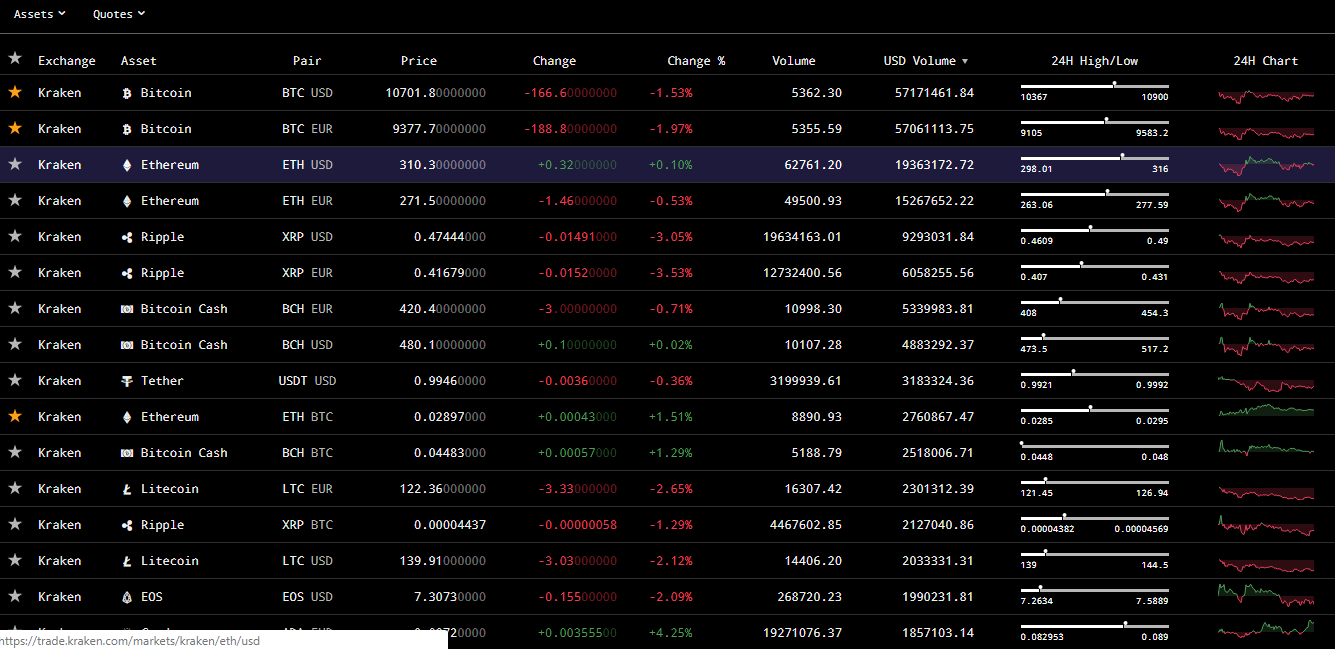 Assets Quotes
Exchange Asset Pair Price Change Change % Volume USD Volume 24H High/Low 24H Chart
Kraken Bitcoin BTC USD 10701.80000000 -166.60000000 -1.53% 5362.30 57171461.84 10367 10900
Kraken Bitcoin BTC EUR 9377.70000000 -188.80000000 -1.97% 5355.59 57061113.75 9105 9583.2
Kraken Ethereum ETH USD 310.30000000 +0.32000000 +0.10% 62761.20 19363172.72 298.01 316
Kraken Ethereum ETH EUR 271.50000000 -1.46000000 -0.53% 49500.93 15267652.22 263.06 277.59
Kraken Ripple XRP USD 0.47444000 -0.01491000 -3.05% 19634163.01 9293031.84 0.4609 0.49
Kraken Ripple XRP EUR 0.41679000 -0.01520000 -3.53% 12732400.56 6058255.56 0.407 0.431
Kraken Bitcoin Cash BCH EUR 420.40000000 -3.00000000 -0.71% 10998.30 5339983.81 408 454.3
Kraken Bitcoin Cash BCH USD 480.10000000 +0.10000000 +0.02% 10107.28 4883292.37 473.5 517.2
Kraken Tether USDT USD 0.99460000 -0.00360000 -0.36% 3199939.61 3183324.36 0.9921 0.9992
Kraken Ethereum ETH BTC 0.02897000 +0.00043000 +1.51% 8890.93 2760867.47 0.0285 0.0295
Kraken Bitcoin Cash BCH BTC 0.04483000 +0.00057000 +1.29% 5188.79 2518006.71 0.0448 0.048
Kraken Litecoin LTC EUR 122.36000000 -3.33000000 -2.65% 16307.42 2301312.39 121.45 126.94
Kraken Ripple XRP BTC 0.00004437 -0.00000058 -1.29% 4467602.85 2127040.86 0.00004382 0.00004569
Kraken Litecoin LTC USD 139.91000000 -3.03000000 -2.12% 14406.20 2033331.31 139 144.5
Kraken EOS EOS USD 7.30730000 -0.15500000 -2.09% 268720.23 1990231.81 7.2634 7.5889
+0.00355500 +4.25% 19271076.37 1857103.14 0.082953 0.089
https://trade.kraken.com/markets/kraken/eth/usd